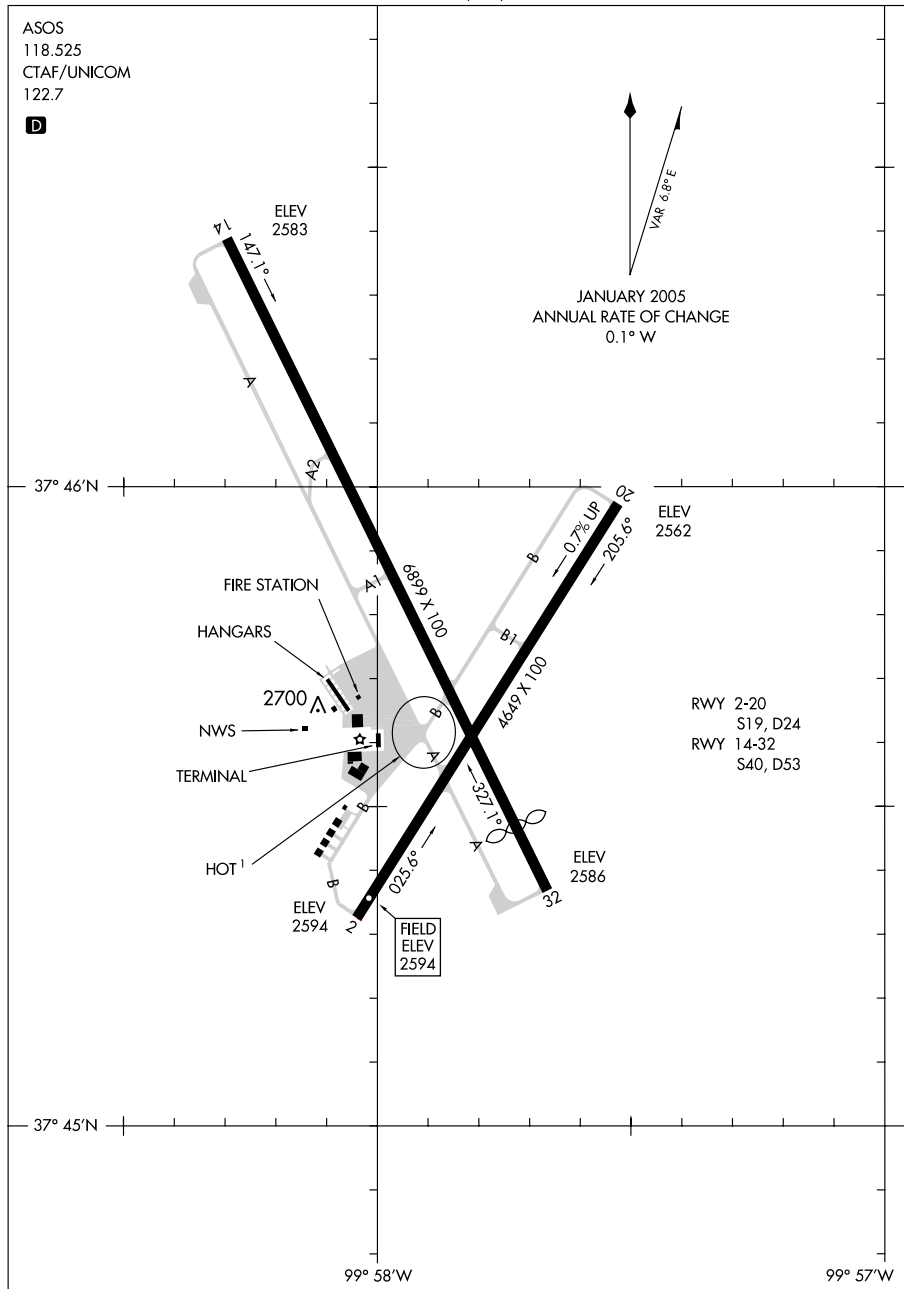 ASOS
118.525
CTAF/UNICOM
122.7
D
VAR 6.8° E
JANUARY 2005
ANNUAL RATE OF CHANGE
0.1° W
ELEV
2583
14
147.1°
A
A2
37° 46'N
20
ELEV
2562
0.7% UP
205.6°
B
6899 X 100
A1
FIRE STATION
HANGARS
B1
4649 X 100
2700
NWS
B
RWY 2-20
S19, D24
RWY 14-32
S40, D53
TERMINAL
A
327.1°
B
HOT 1
025.6°
A
ELEV
2586
32
B
ELEV
2594
2
FIELD
ELEV
2594
37° 45'N
99° 58'W
99° 57'W